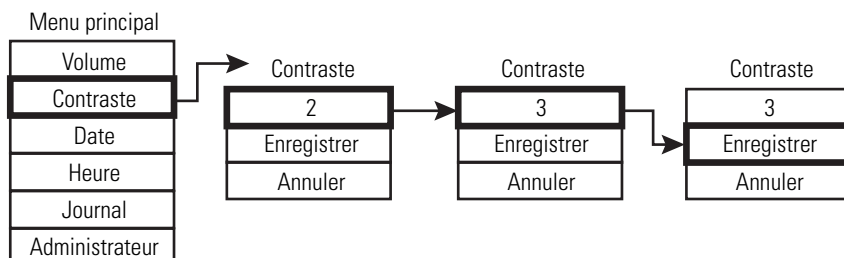 Menu principal
Volume
Contraste
Date
Heure
Journal
Administrateur
Contraste
2
Enregistrer
Annuler
Contraste
3
Enregistrer
Annuler
Contraste
3
Enregistrer
Annuler